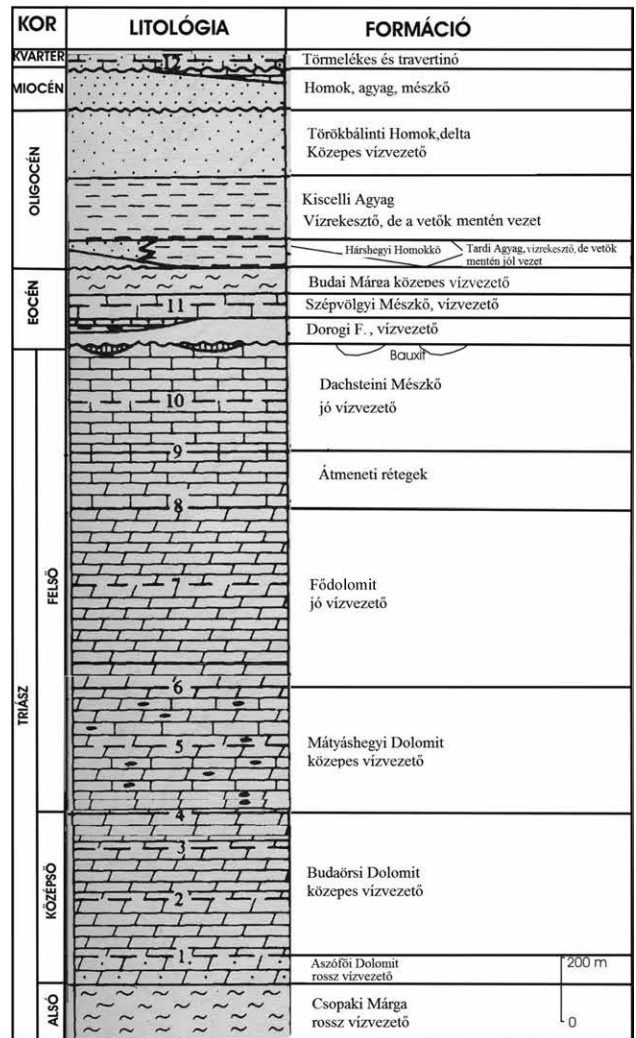 KOR LITOLÓGIA FORMÁCIÓ
KVARTER 12 Törmelékes és travertinó
MIOCÉN Homok, agyag, mészkő
OLIGOCÉN
Törökbálinti Homok,delta
Közepes vízvezető
Kiscelli Agyag
Vízrekesztő, de a vetők mentén vezet
Hárshegyi Homokkő
Tardi Agyag, vízrekesztő, de vetők
mentén jól vezet
EOCÉN
Budai Márga közepes vízvezető
11 Szépvölgyi Mészkő, vízvezető
Dorogi F., vízvezető
TRIÁSZ
FELSŐ
Bauxit
Dachsteini Mészkő
jó vízvezető
10
9
Átmeneti rétegek
8
7
Fődolomit
jó vízvezető
6
5
Mátyáshegyi Dolomit
közepes vízvezető
4
KÖZÉPSŐ
3
Budaörsi Dolomit
közepes vízvezető
2
1
Aszófői Dolomit
rossz vízvezető
200 m
ALSÓ
Csopaki Márga
rossz vízvezető
0